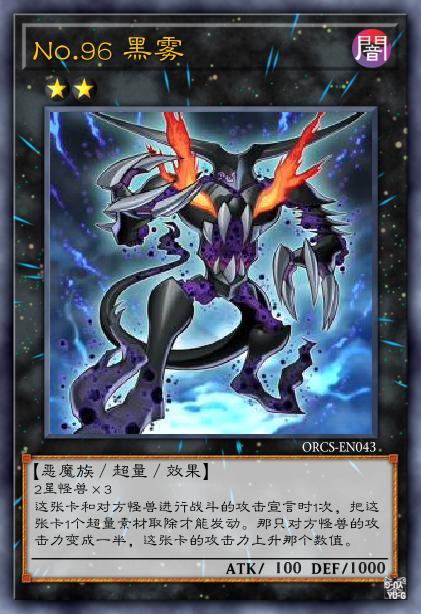 No.96 黑雾
闇
ORCS-EN043
【恶魔族／超量／效果】
2星怪兽×3
这张卡和对方怪兽进行战斗的攻击宣言时1次，把这
张卡1个超量素材取除才能发动。那只对方怪兽的攻
击力变成一半，这张卡的攻击力上升那个数值。
ATK/ 100 DEF/1000